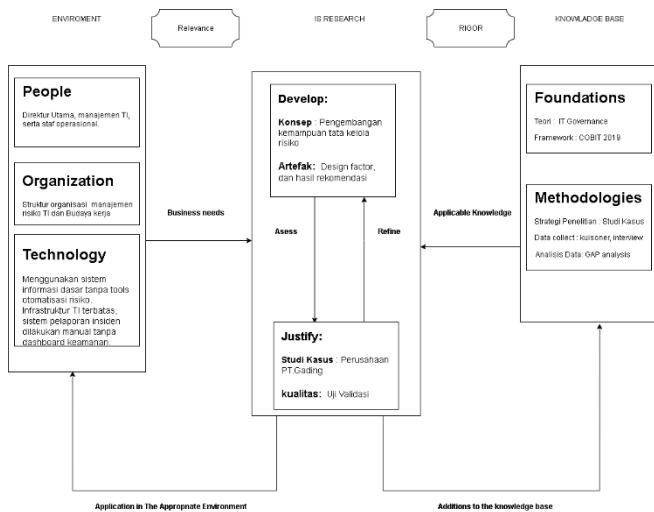 ENVIROMENT
Relevance
IS RESEARCH
RIGOR
KNOWLADGE BASE
People
Direktur Utama, manajemen TI,
serta staf operasional.
Organization
Struktur organisasi manajemen
risiko TI dan Budaya kerja
Technology
Menggunakan sistem
informasi dasar tanpa tools
otomatisasi risiko.
Infrastruktur TI terbatas,
sistem pelaporan insiden
dilakukan manual tanpa
dashboard keamanan.
Business needs
Develop:
Konsep : Pengembangan
kemampuan tata kelola
risiko
Artefak: Design factor,
dan hasil rekomendasi
Asess
Refine
Justify:
Studi Kasus : Perusahaan
PT.Gading
kualitas: Uji Validasi
Applicable Knowledge
Foundations
Teori : IT Governance
Framework : COBIT 2019
Methodologies
Strategi Penelitian : Studi Kasus
Data collect : kuisoner, interview
Analisis Data: GAP analysis
Application in The Appropnate Environment
Additions to the knowledge base